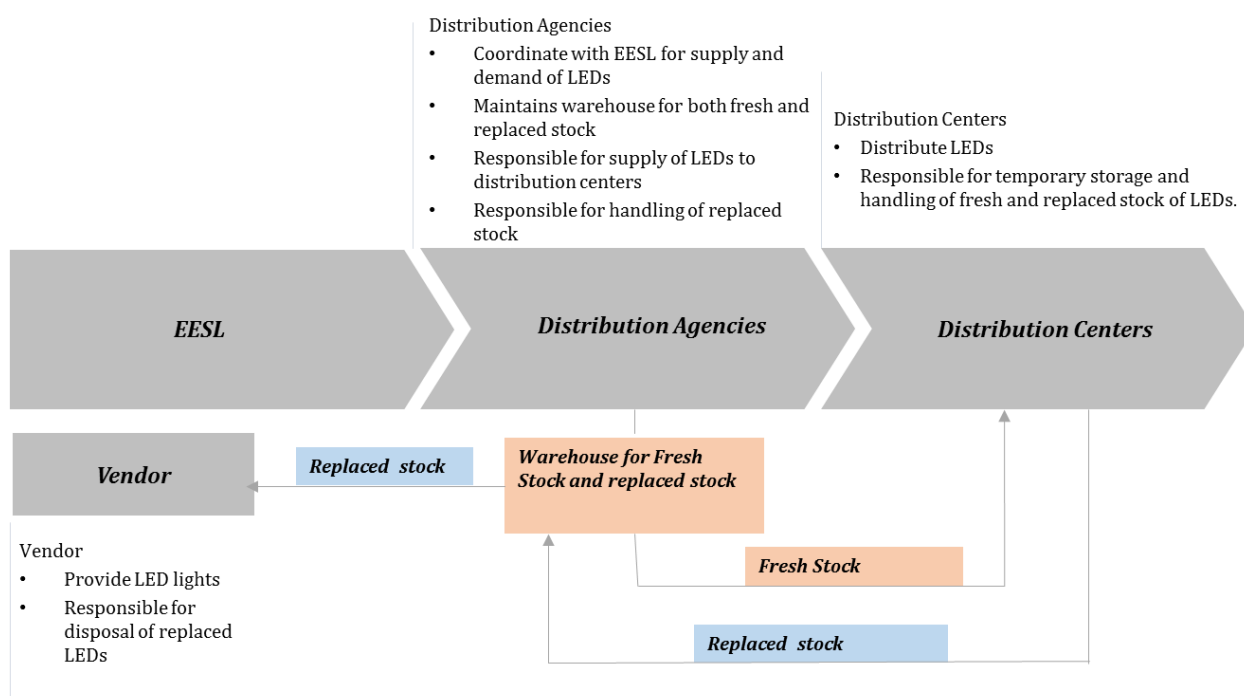 Distribution Agencies
• Coordinate with EESL for supply and
demand of LEDs
• Maintains warehouse for both fresh and
replaced stock
• Responsible for supply of LEDs to
distribution centers
• Responsible for handling of replaced
stock
Distribution Centers
• Distribute LEDs
• Responsible for temporary storage and
handling of fresh and replaced stock of LEDs.
EESL
Distribution Agencies
Distribution Centers
Vendor
Replaced stock
Warehouse for Fresh
Stock and replaced stock
Fresh Stock
Replaced stock
Vendor
• Provide LED lights
• Responsible for
disposal of replaced
LEDs